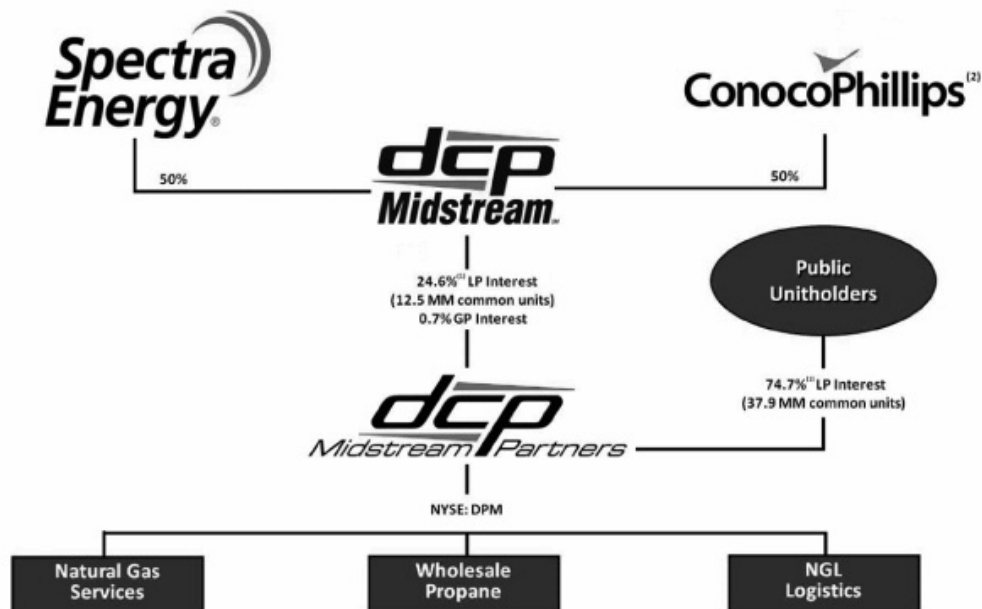 Spectra
Energy®
ConocoPhillips(2)
50%
dcp
Midstream
50%
24.6%(1) LP Interest
(12.5 MM common units)
0.7% GP Interest
Public
Unitholders
74.7%(1) LP Interest
(37.9 MM common units)
dcp
Midstream Partners
NYSE: DPM
Natural Gas
Services
Wholesale
Propane
NGL
Logistics